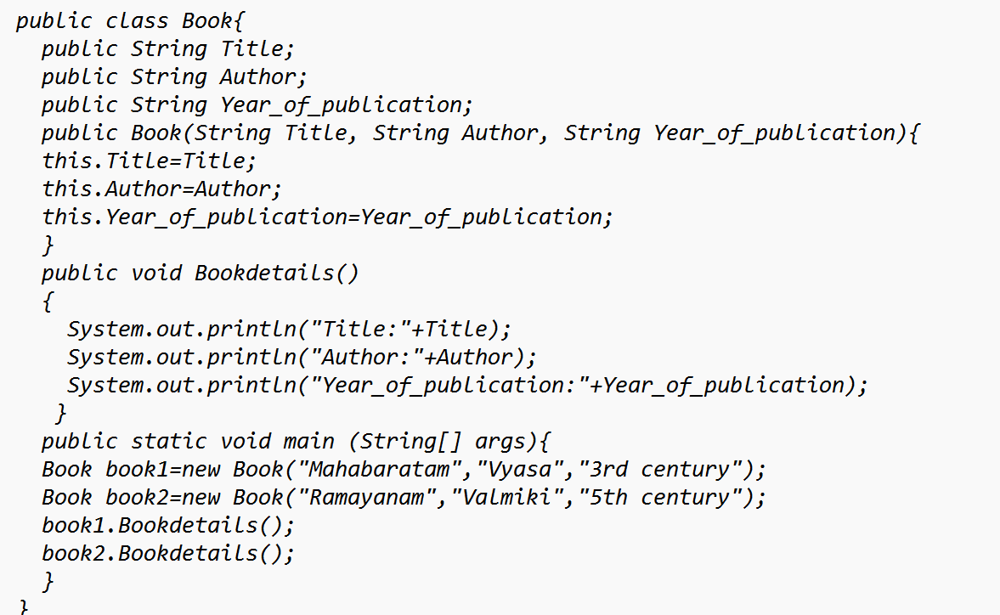 public class Book{
public String Title;
public String Author;
public String Year_of_publication;
public Book(String Title, String Author, String Year_of_publication){
this.Title=Title;
this.Author=Author;
this.Year_of_publication=Year_of_publication;
}
public void Bookdetails()
{
System.out.println("Title:"+Title);
System.out.println("Author:"+Author);
System.out.println("Year_of_publication:"+Year_of_publication);
}
public static void main (String[] args){
Book book1=new Book("Mahabaratam","Vyasa","3rd century");
Book book2=new Book("Ramayanam","Valmiki","5th century");
book1.Bookdetails();
book2.Bookdetails();
}
}